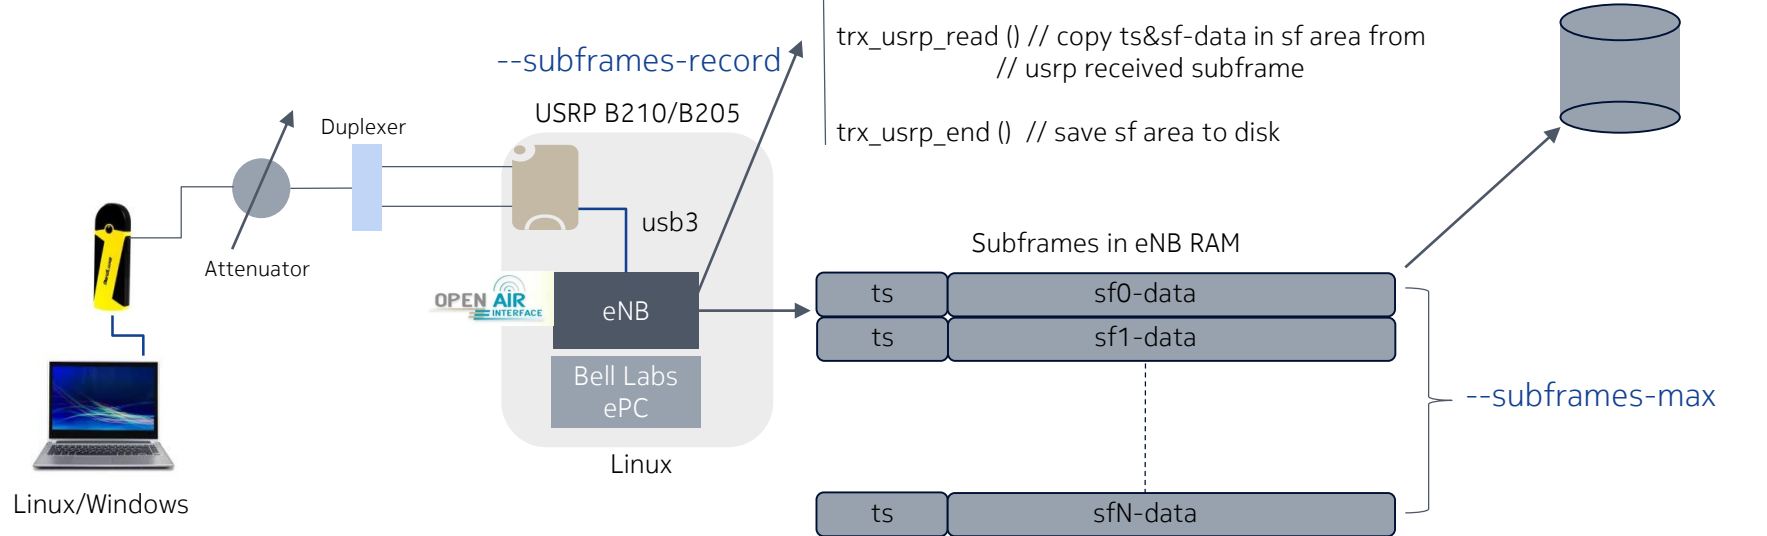 trx_usrp_read () // copy ts&sf-data in sf area from
// usrp received subframe
trx_usrp_end () // save sf area to disk
--subframes-record
USRP B210/B205
Duplexer
Attenuator
usb3
OPEN AIR
INTERFACE
eNB
Bell Labs
ePC
Linux
Linux/Windows
Subframes in eNB RAM
ts sf0-data
ts sf1-data
ts sfN-data
--subframes-max